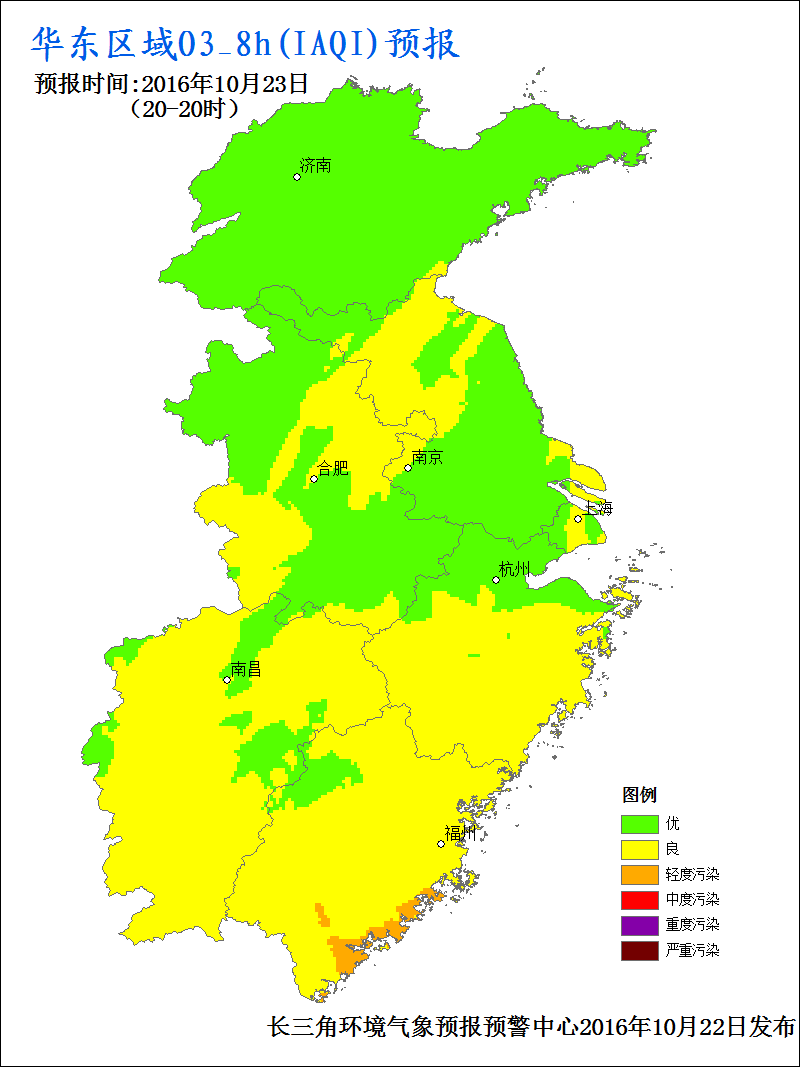 华东区域O3_8h(IAQI)预报
预报时间:2016年10月23日
（20-20时）
济南
南京
合肥
上海
杭州
南昌
福州
图例
优
良
轻度污染
中度污染
重度污染
严重污染
长三角环境气象预报预警中心2016年10月22日发布